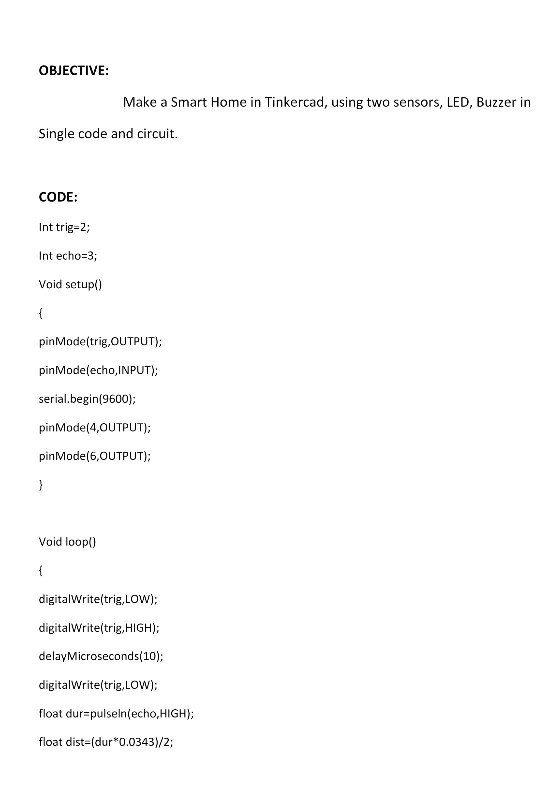 OBJECTIVE:
Make a Smart Home in Tinkercad, using two sensors, LED, Buzzer in
Single code and circuit.
CODE:
Int trig=2;
Int echo=3;
Void setup()
{
pinMode(trig,OUTPUT);
pinMode(echo,INPUT);
serial.begin(9600);
pinMode(4,OUTPUT);
pinMode(6,OUTPUT);
}
Void loop()
{
digitalWrite(trig,LOW);
digitalWrite(trig,HIGH);
delayMicroseconds(10);
digitalWrite(trig,LOW);
float dur=pulseIn(echo,HIGH);
float dist=(dur*0.0343)/2;